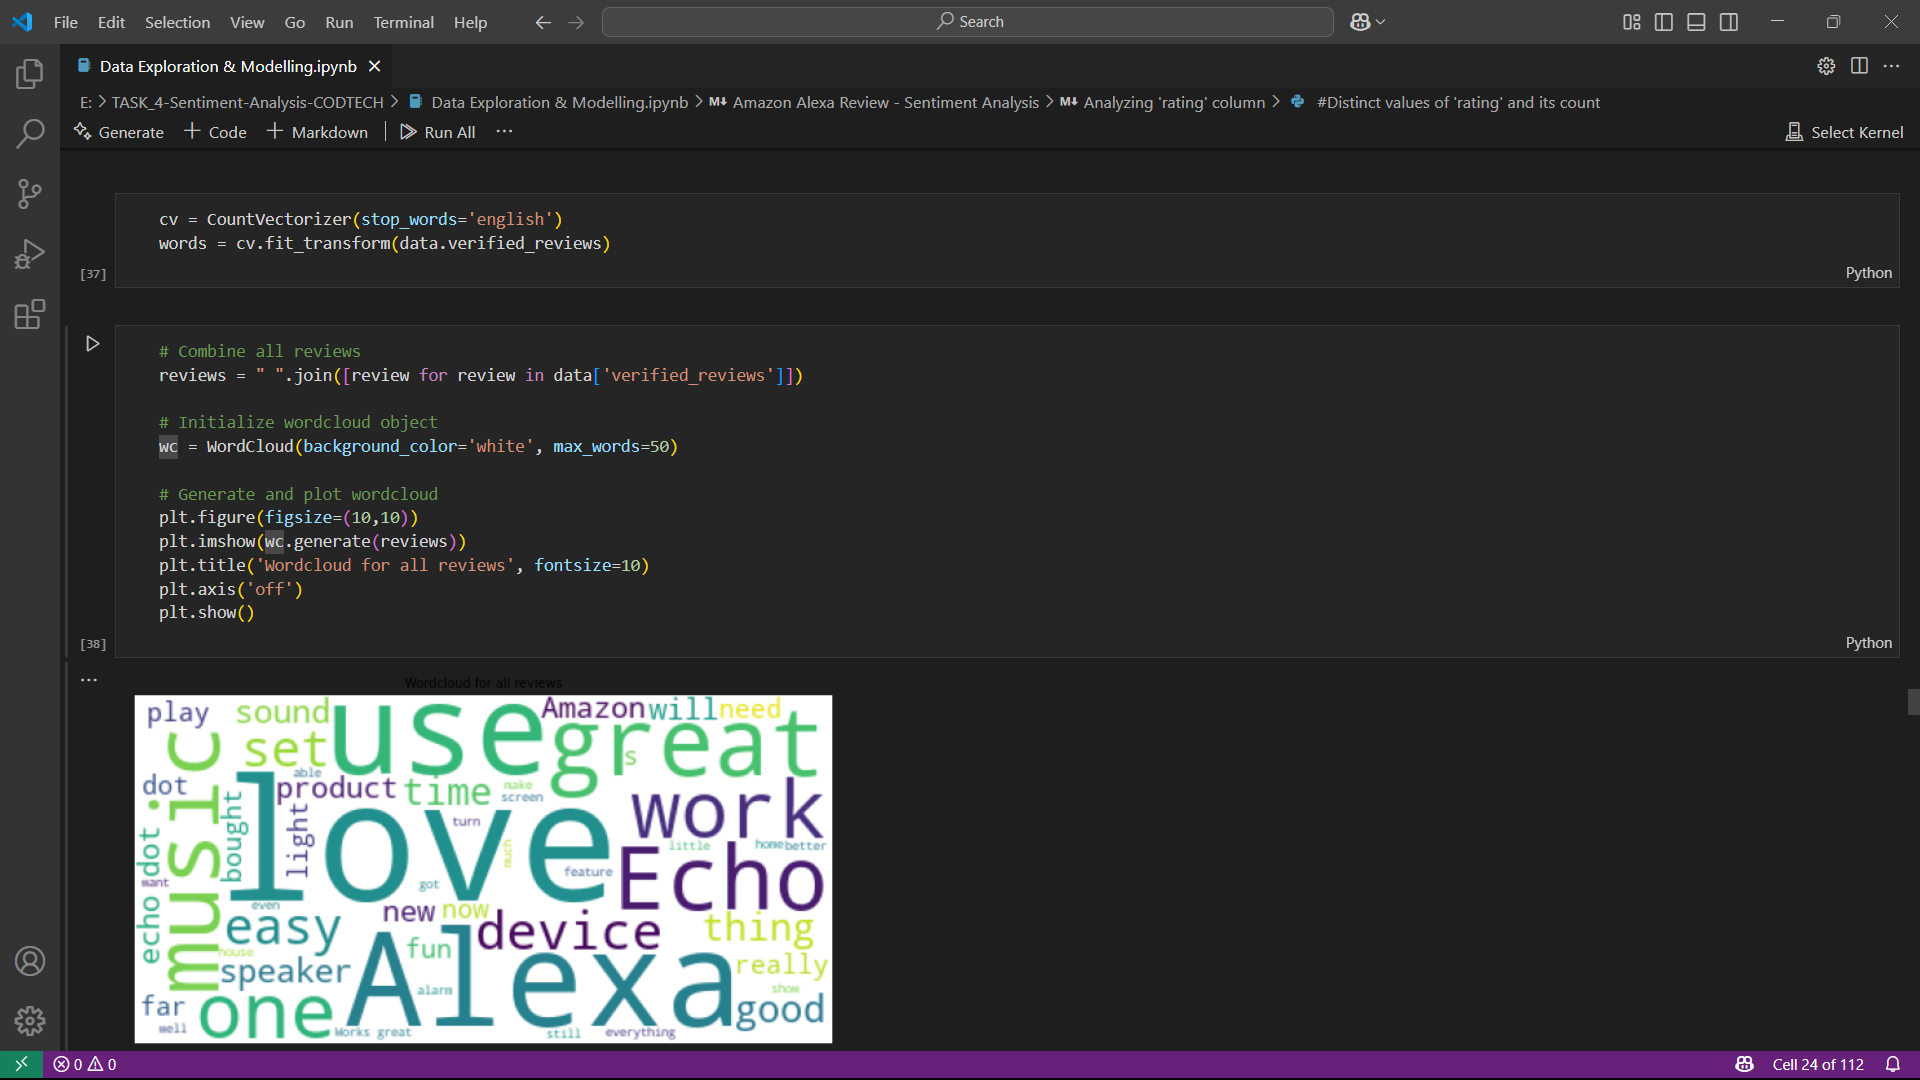 File Edit Selection View Go Run Terminal Help Search
Data Exploration & Modelling.ipynb
E: > TASK_4-Sentiment-Analysis-CODTECH > Data Exploration & Modelling.ipynb > M↓ Amazon Alexa Review - Sentiment Analysis > M↓ Analyzing 'rating' column > #Distinct values of 'rating' and its count
Generate + Code + Markdown Run All ... Select Kernel
cv = CountVectorizer(stop_words='english')
words = cv.fit_transform(data.verified_reviews)
[37] Python
# Combine all reviews
reviews = " ".join([review for review in data['verified_reviews']])
# Initialize wordcloud object
wc = WordCloud(background_color='white', max_words=50)
# Generate and plot wordcloud
plt.figure(figsize=(10,10))
plt.imshow(wc.generate(reviews))
plt.title('Wordcloud for all reviews', fontsize=10)
plt.axis('off')
plt.show()
[38] Python
...
Wordcloud for all reviews
play sound use Amazon will need
set great s
music able
dot product time make screen
love work
dot bought light turn much little home better
want feature Echo
got
echo even new now
easy device thing
house fun
speaker Alexa really
alarm show
far one good
well Works great still everything
0 0 Cell 24 of 112